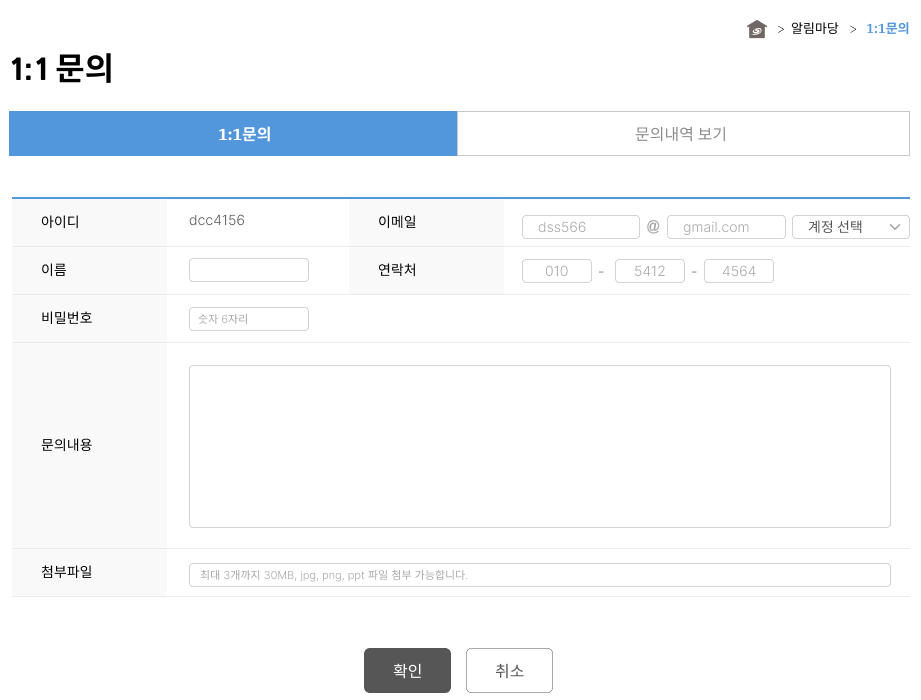 > 알림마당 > 1:1문의
1:1 문의
1:1문의 문의내역 보기
아이디 dcc4156 이메일 dss566 @ gmail.com 계정 선택
이름 연락처 010 - 5412 - 4564
비밀번호 숫자 6자리
문의내용
첨부파일 최대 3개까지 30MB, jpg, png, ppt 파일 첨부 가능합니다.
확인 취소